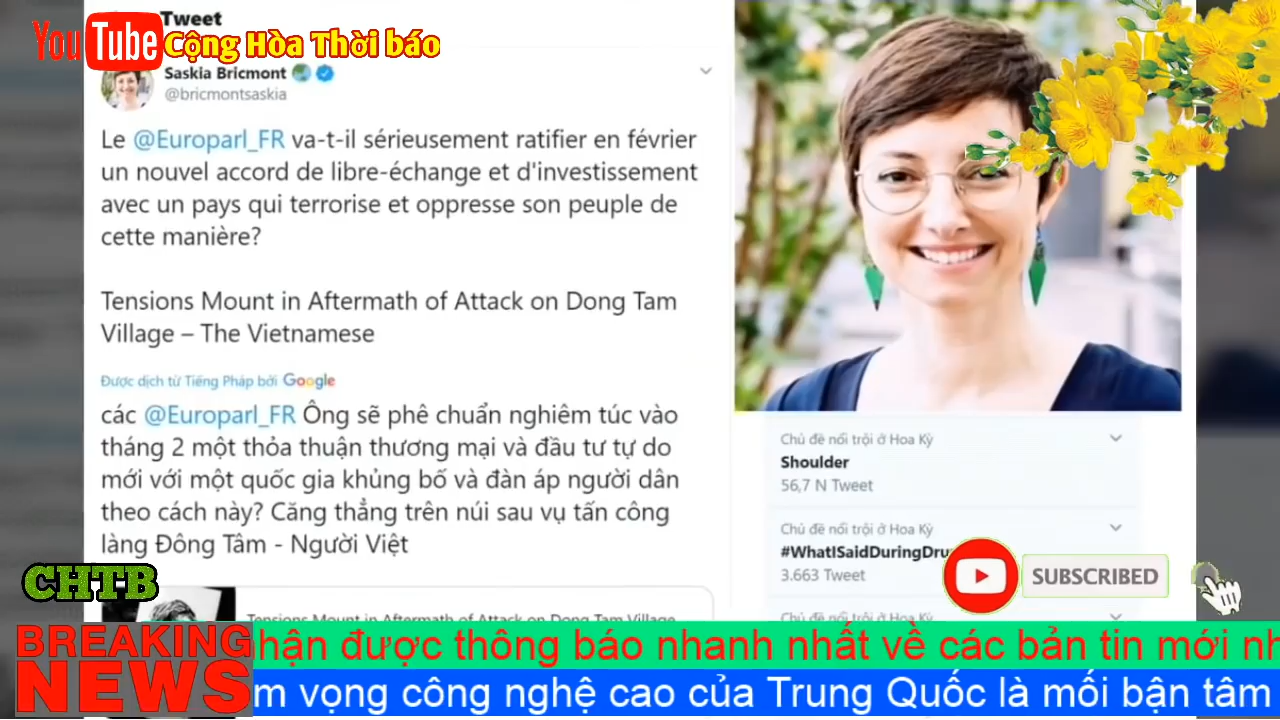 Tweet
YouTube Cộng Hòa Thời báo
Saskia Bricmont
@bricmontsaskia
Le @Europarl_FR va-t-il sérieusement ratifier en février
un nouvel accord de libre-échange et d'investissement
avec un pays qui terrorise et oppresse son peuple de
cette manière?
Tensions Mount in Aftermath of Attack on Dong Tam
Village – The Vietnamese
Được dịch từ Tiếng Pháp bởi Google
các @Europarl_FR Ông sẽ phê chuẩn nghiêm túc vào
tháng 2 một thỏa thuận thương mại và đầu tư tự do
mới với một quốc gia khủng bố và đàn áp người dân
theo cách này? Căng thẳng trên núi sau vụ tấn công
làng Đông Tâm - Người Việt
Tensions Mount in Aftermath of Attack on Dong Tam Village
Chủ đề nổi trội ở Hoa Kỳ
Shoulder
56,7 N Tweet
Chủ đề nổi trội ở Hoa Kỳ
#WhatISaidDuringDru
3.663 Tweet
Chủ đề nổi trội ở Hoa Kỳ
SUBSCRIBED
CHTB
BREAKING
NEWS
hận được thông báo nhanh nhất về các bản tin mới nh
m vọng công nghệ cao của Trung Quốc là mối bận tâm